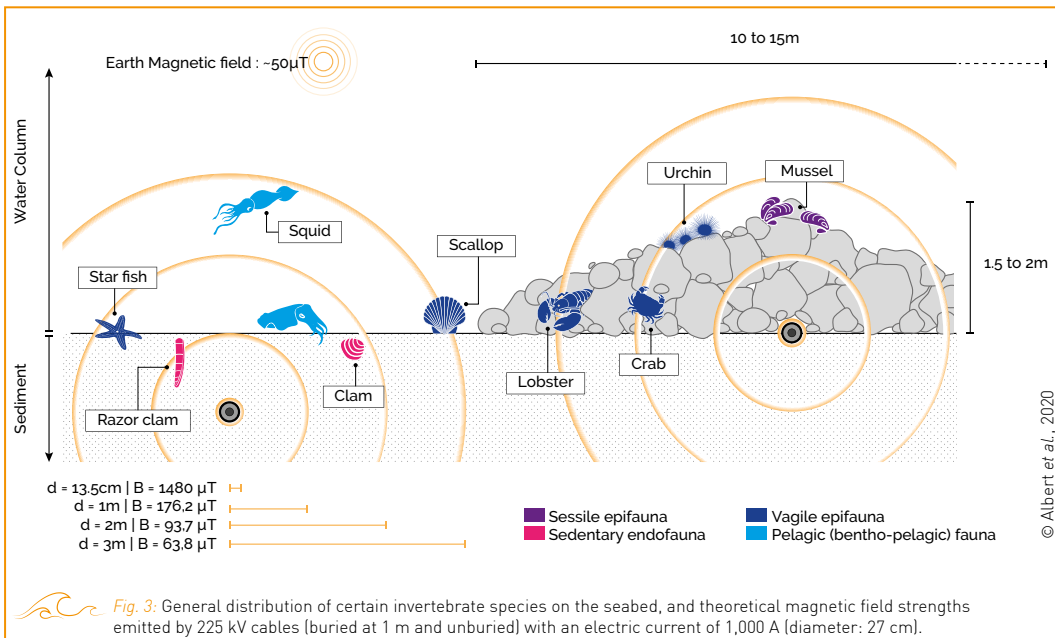 10 to 15m
Earth Magnetic field : ~50µT
Water Column
Urchin
Mussel
Squid
Scallop
1.5 to 2m
Star fish
Sediment
Razor clam
Clam
Lobster
Crab
d = 13.5cm | B = 1480 µT
d = 1m | B = 176,2 µT
d = 2m | B = 93,7 µT
d = 3m | B = 63,8 µT
Sessile epifauna
Vagile epifauna
Sedentary endofauna
Pelagic (bentho-pelagic) fauna
© Albert et al., 2020
Fig. 3: General distribution of certain invertebrate species on the seabed, and theoretical magnetic field strengths
emitted by 225 kV cables (buried at 1 m and unburied) with an electric current of 1,000 A (diameter: 27 cm).